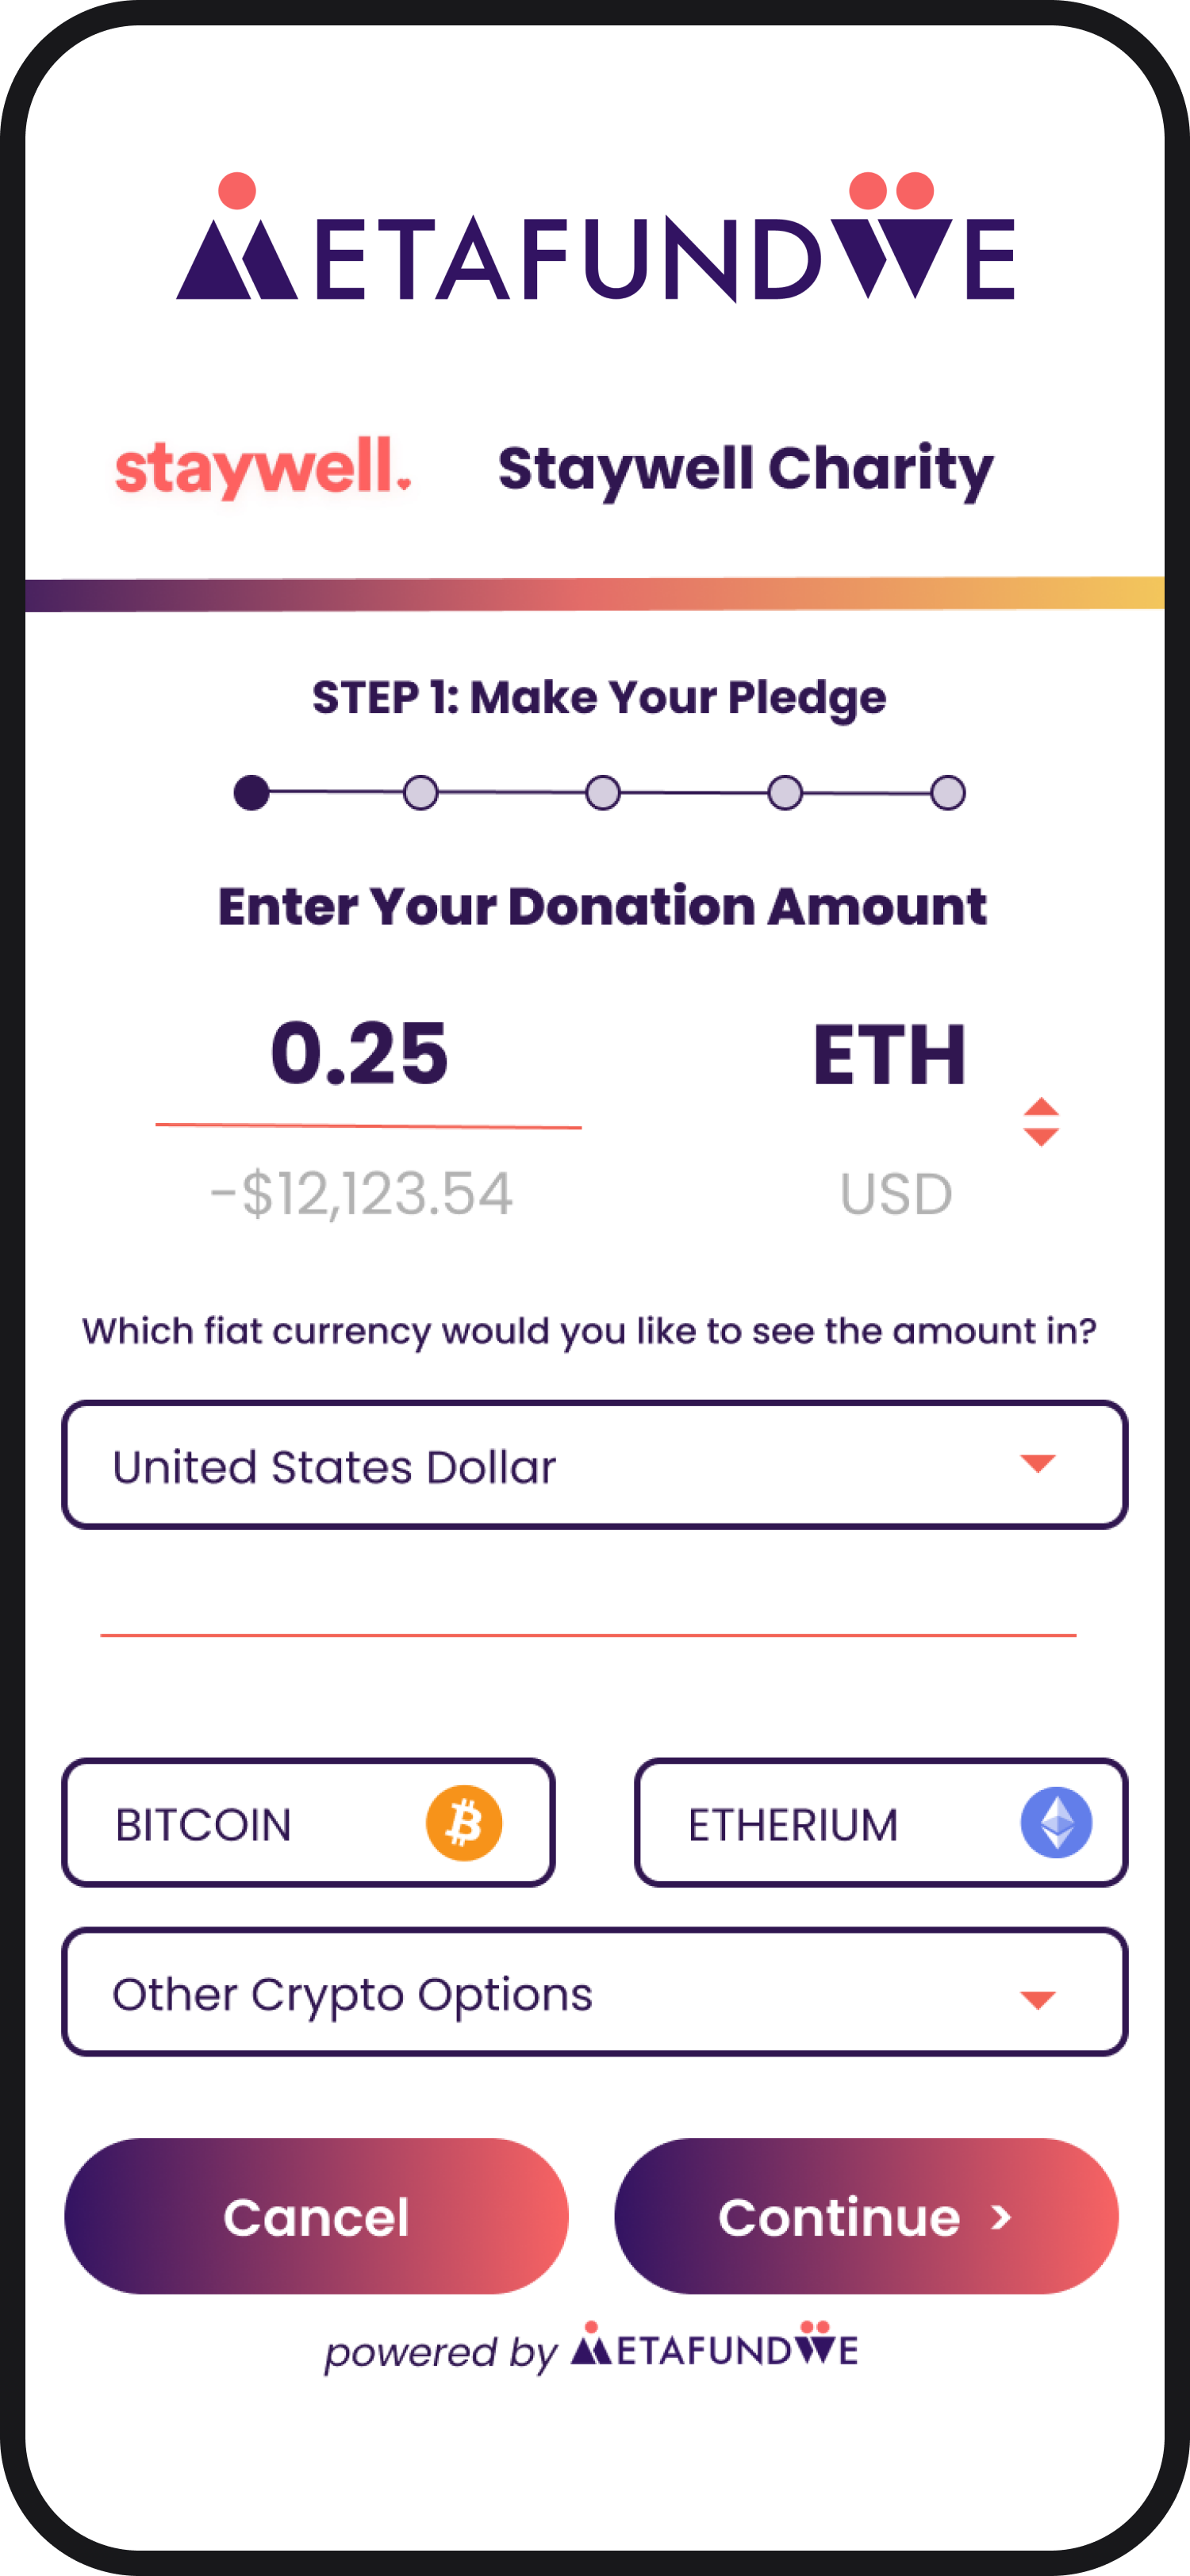 METAFUNDWE
staywell.
Staywell Charity
STEP 1: Make Your Pledge
Enter Your Donation Amount
0.25 ETH
-$12,123.54 USD
Which fiat currency would you like to see the amount in?
United States Dollar
BITCOIN
ETHERIUM
Other Crypto Options
Cancel
Continue >
powered by METAFUNDWE